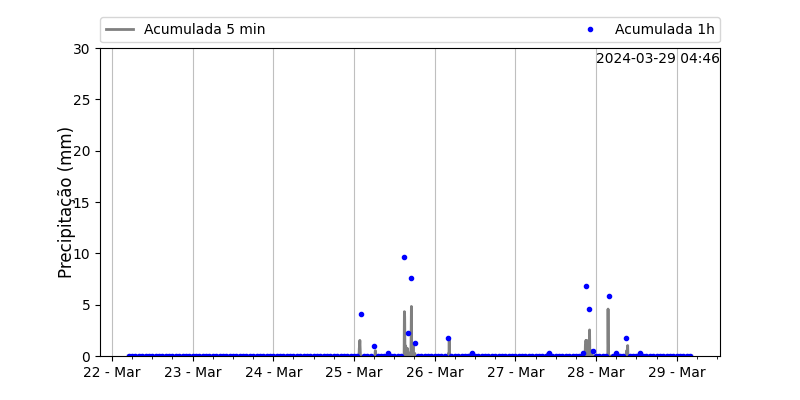 Acumulada 5 min
Acumulada 1h
2024-03-29 04:46
Precipitação (mm)
30
25
20
15
10
5
0
22 - Mar
23 - Mar
24 - Mar
25 - Mar
26 - Mar
27 - Mar
28 - Mar
29 - Mar